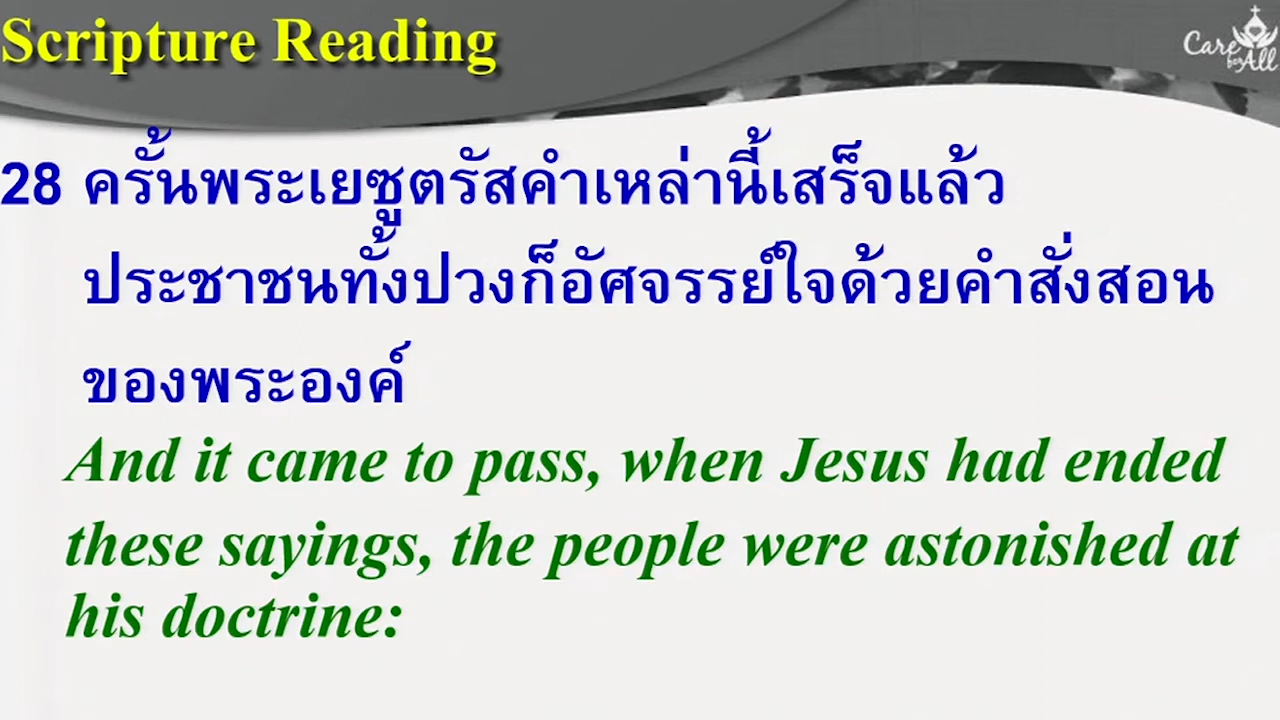 Scripture Reading
Care
for All
28 ครั้นพระเยซูตรัสคำเหล่านี้เสร็จแล้ว
ประชาชนทั้งปวงก็อัศจรรย์ใจด้วยคำสั่งสอน
ของพระองค์
And it came to pass, when Jesus had ended
these sayings, the people were astonished at
his doctrine: